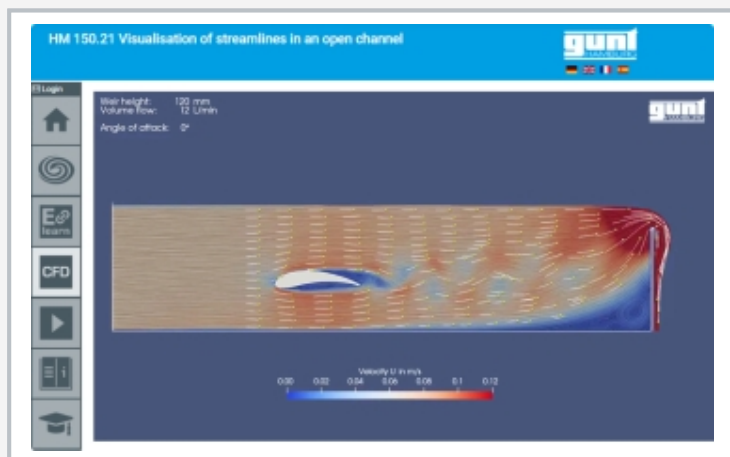 HM 150.21 Visualisation of streamlines in an open channel
gunt
HAMBURG
Login
Weir height: 120 mm
Volume flow: 12 L/min
Angle of attack: 0°
gunt
E
learn
CFD
Velocity U in m/s
0.00 0.02 0.04 0.06 0.08 0.1 0.12